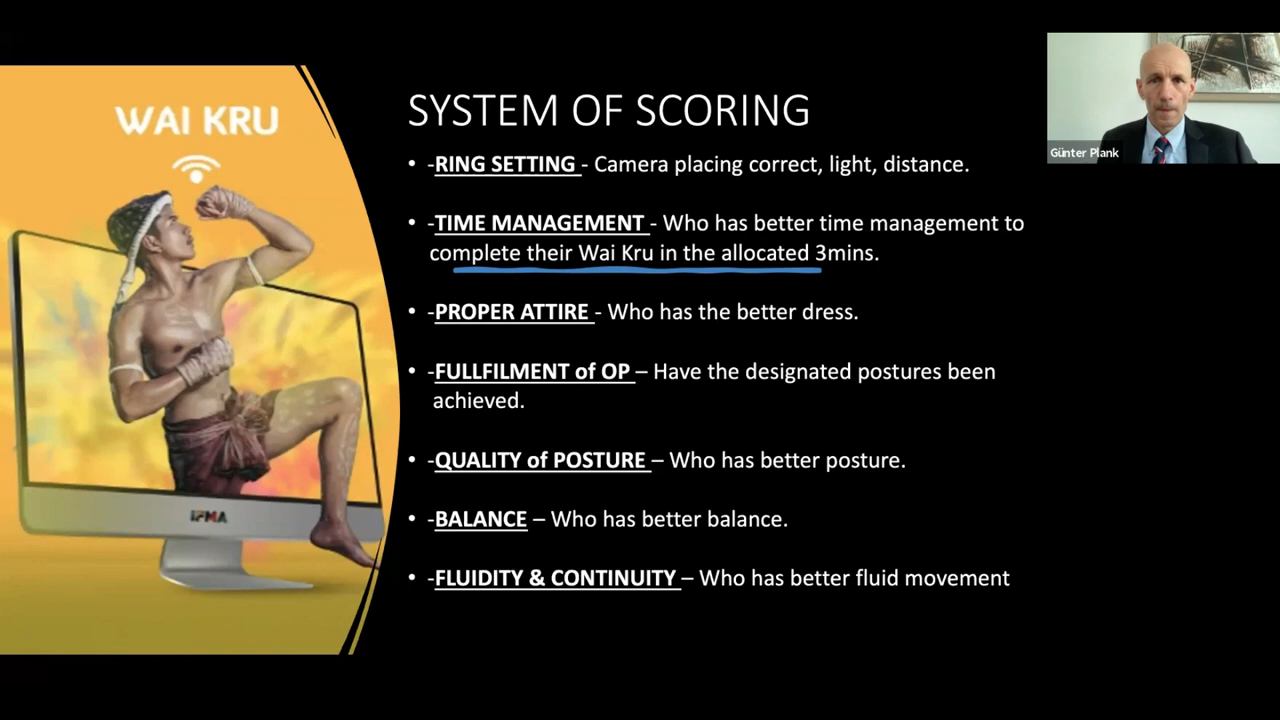 WAI KRU
IFMA
SYSTEM OF SCORING
• -RING SETTING - Camera placing correct, light, distance.
• -TIME MANAGEMENT - Who has better time management to
complete their Wai Kru in the allocated 3mins.
• -PROPER ATTIRE - Who has the better dress.
• -FULLFILMENT of OP – Have the designated postures been
achieved.
• -QUALITY of POSTURE – Who has better posture.
• -BALANCE – Who has better balance.
• -FLUIDITY & CONTINUITY – Who has better fluid movement
Günter Plank